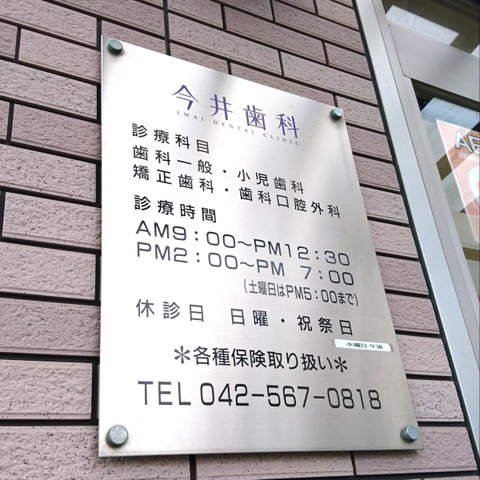 今井歯科
IMAI DENTAL CLINIC
診療科目
歯科一般・小児歯科
矯正歯科・歯科口腔外科
診療時間
AM9:00〜PM12:30
PM2:00〜PM 7:00
(土曜日はPM5:00まで)
休診日 日曜・祝祭日
水曜日 午後
＊各種保険取り扱い＊
TEL 042-567-0818